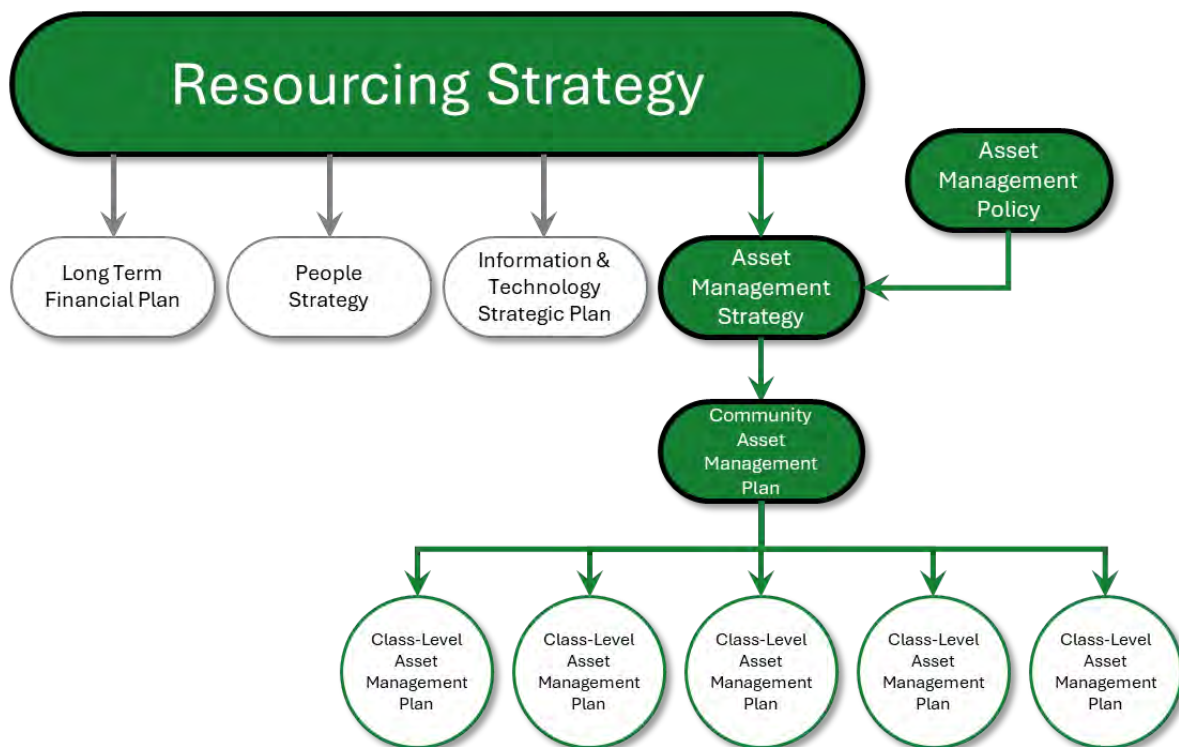 Resourcing Strategy
Asset
Management
Policy
Long Term
Financial Plan
People
Strategy
Information &
Technology
Strategic Plan
Asset
Management
Strategy
Community
Asset
Management
Plan
Class-Level
Asset
Management
Plan
Class-Level
Asset
Management
Plan
Class-Level
Asset
Management
Plan
Class-Level
Asset
Management
Plan
Class-Level
Asset
Management
Plan